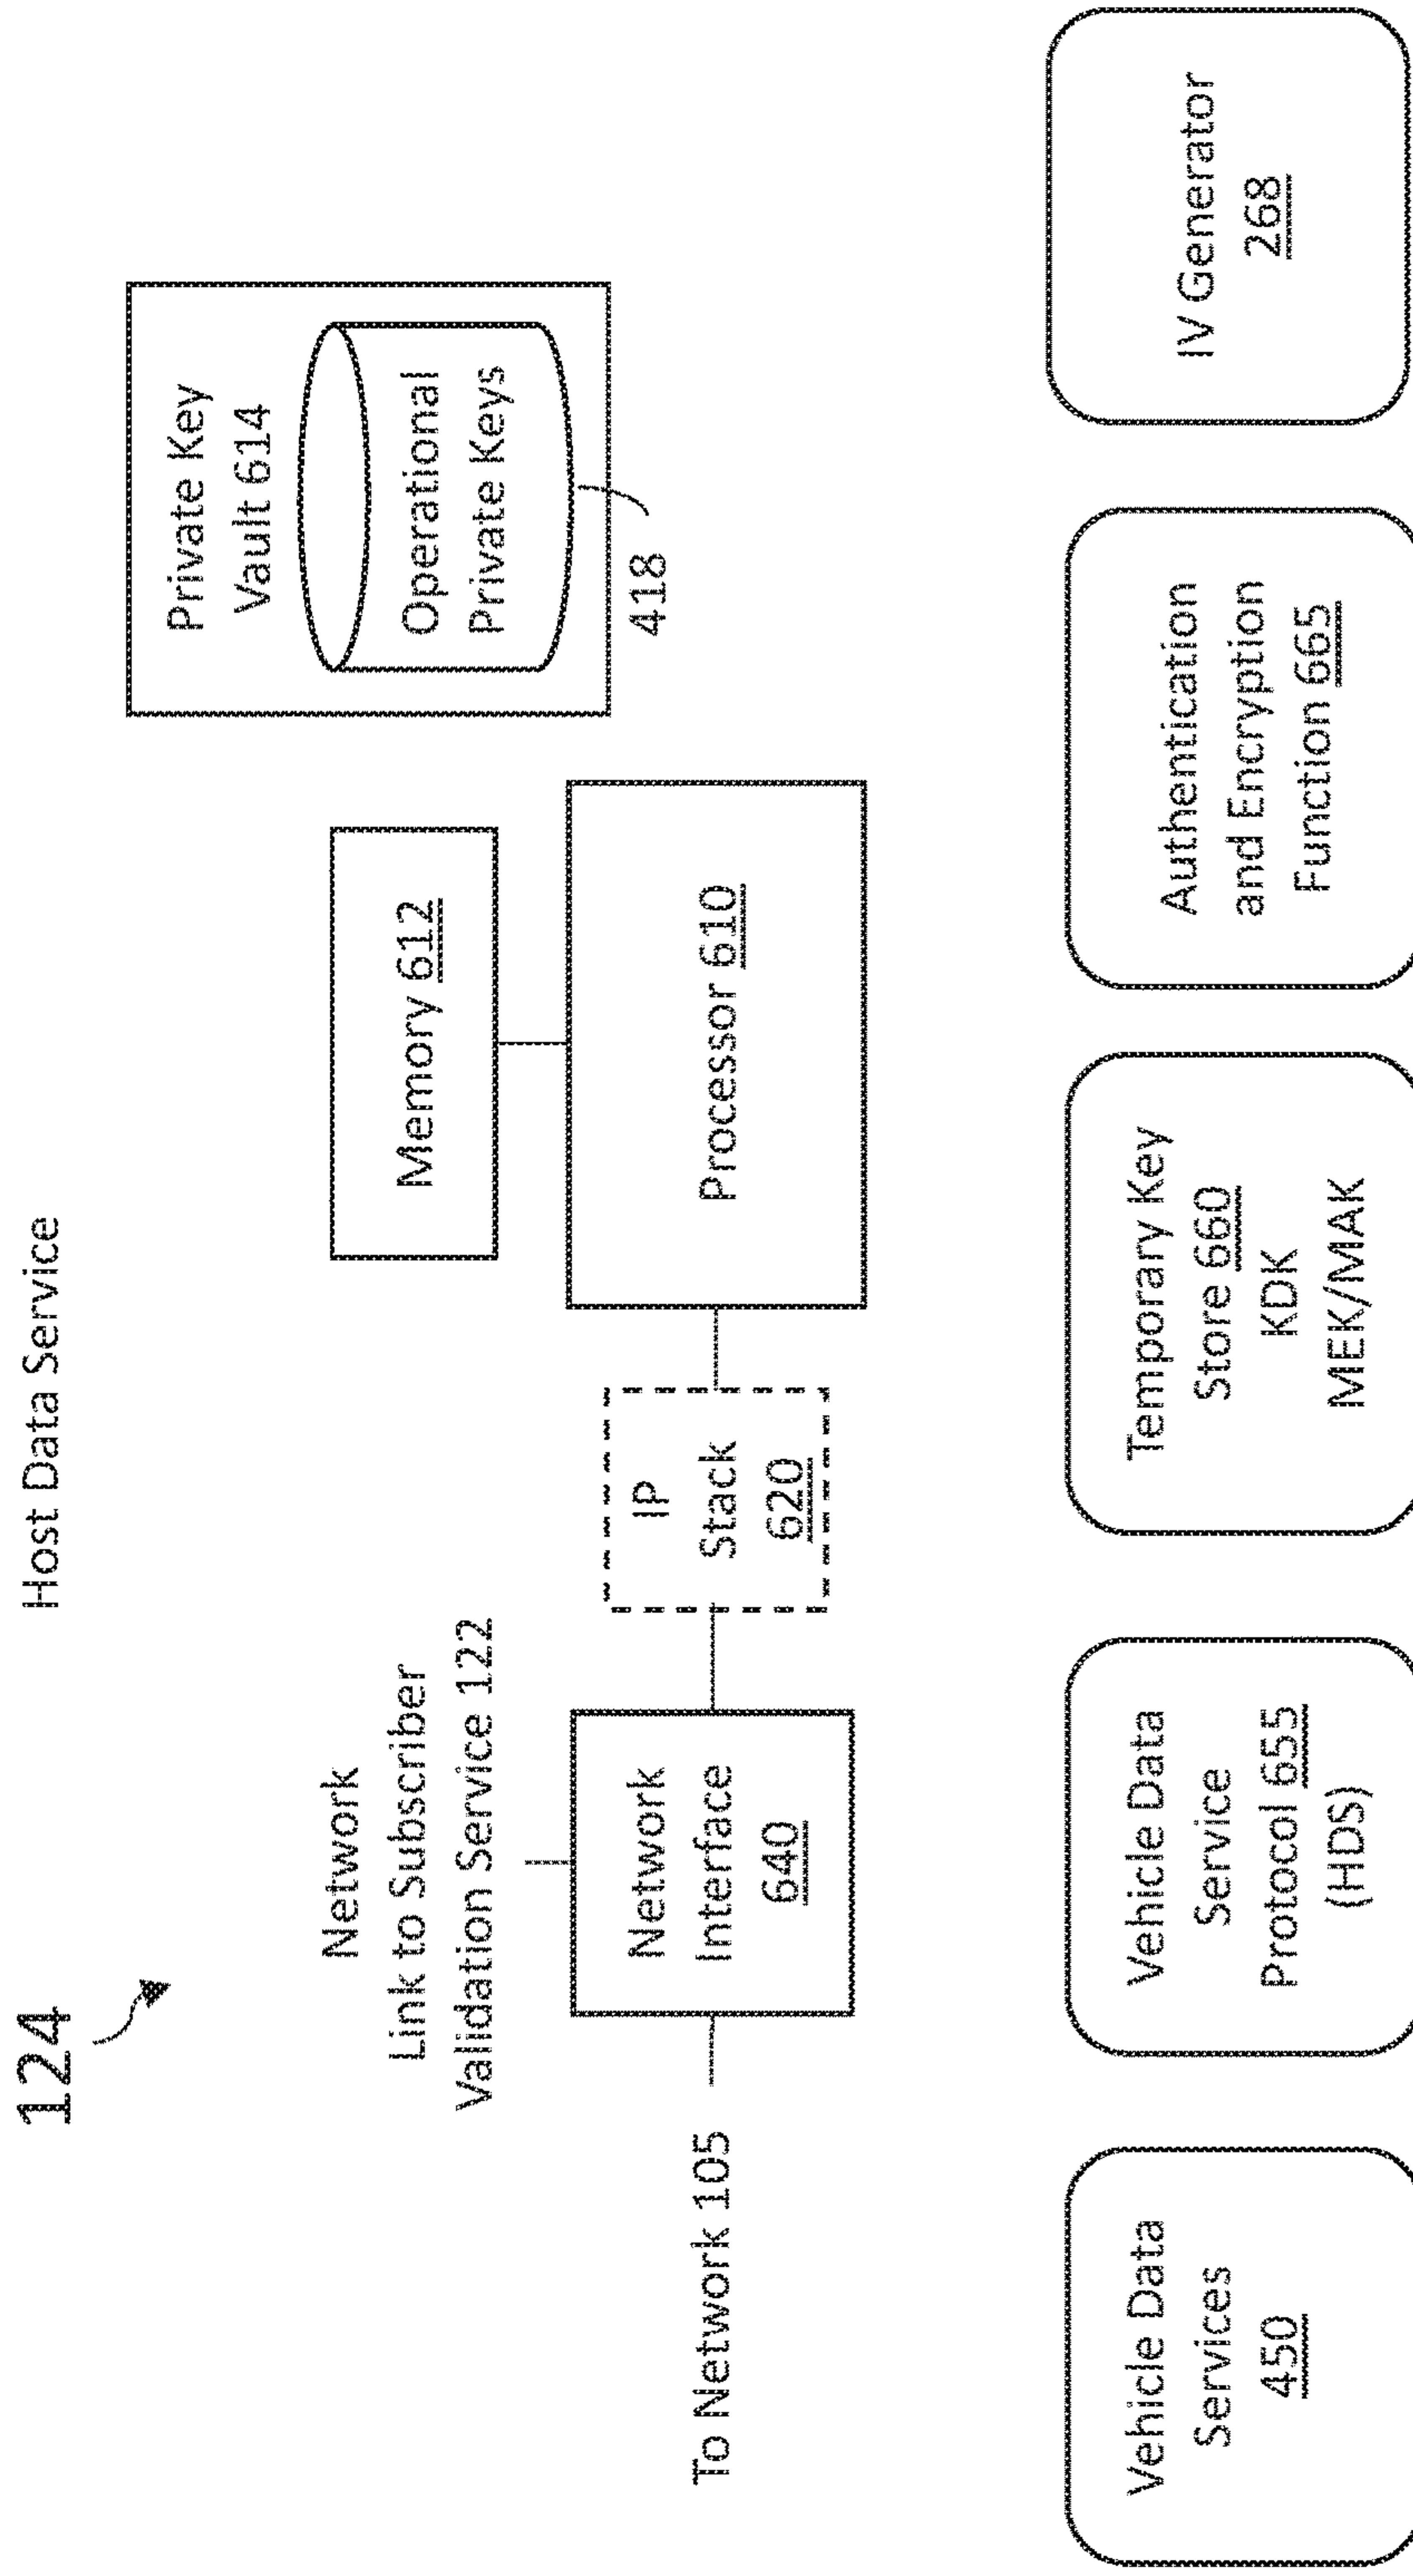 Host Data Service
124
Network
Link to Subscriber
Validation Service 122
To Network 105
Network
Interface
640
IP
Stack
620
Memory 612
Processor 610
Private Key
Vault 614
Operational
Private Keys
418
Vehicle Data
Services
450
Vehicle Data
Service
Protocol 655
(HDS)
Temporary Key
Store 660
KDK
MEK/MAK
Authentication
and Encryption
Function 665
IV Generator
268